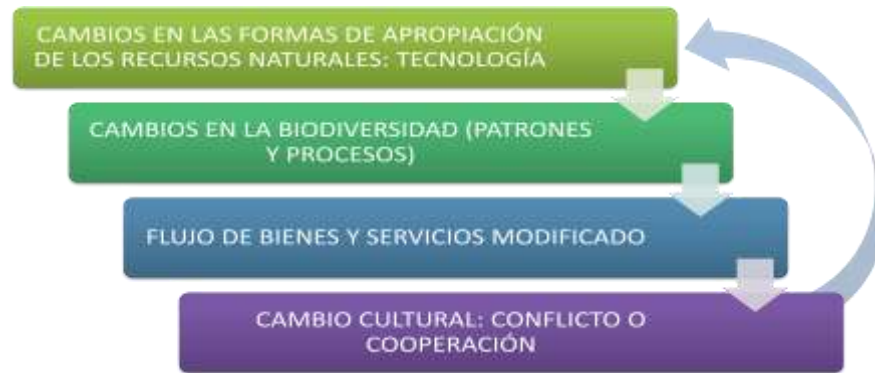 CAMBIOS EN LAS FORMAS DE APROPIACIÓN
DE LOS RECURSOS NATURALES: TECNOLOGÍA
CAMBIOS EN LA BIODIVERSIDAD (PATRONES
Y PROCESOS)
FLUJO DE BIENES Y SERVICIOS MODIFICADO
CAMBIO CULTURAL: CONFLICTO O
COOPERACIÓN